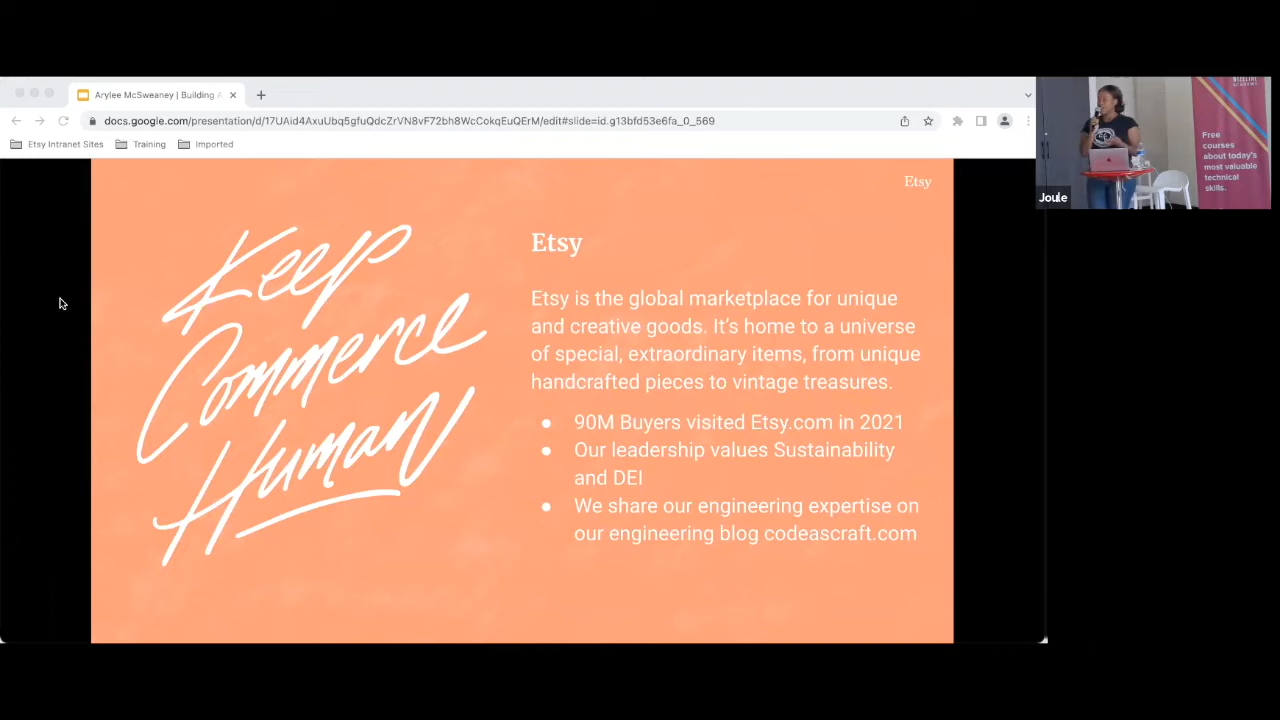 Arylee McSweaney | Building A
docs.google.com/presentation/d/17UAid4AxuUbq5gfuQdcZrVN8vF72bh8WcCokqEuQErM/edit#slide=id.g13bfd53e6fa_0_569
Etsy Intranet Sites
Training
Imported
Etsy
Keep
Commerce
Human
Etsy
Etsy is the global marketplace for unique
and creative goods. It’s home to a universe
of special, extraordinary items, from unique
handcrafted pieces to vintage treasures.
● 90M Buyers visited Etsy.com in 2021
● Our leadership values Sustainability
and DEI
● We share our engineering expertise on
our engineering blog codeascraft.com
ACADEMY
Free
courses
about today's
most valuable
technical
skills.
Joule